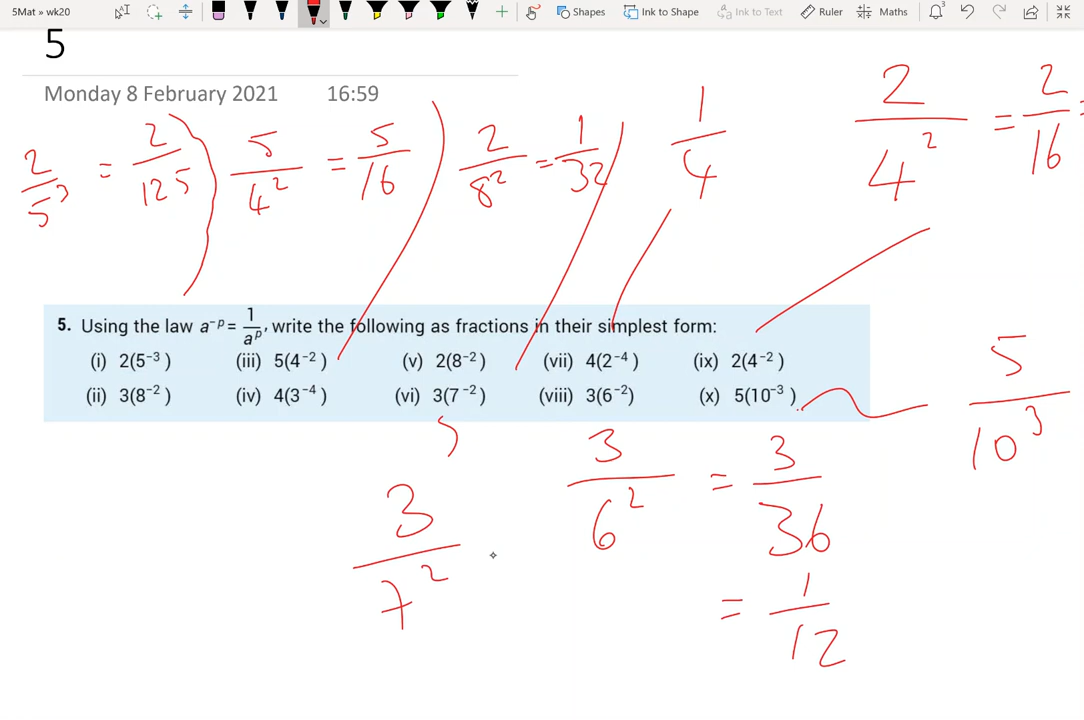 5Mat » wk20
Shapes Ink to Shape Ink to Text Ruler Maths
5
Monday 8 February 2021 16:59
2/5³ = 2/125
5/4² = 5/16
2/8² = 1/32
1/4
2/4² = 2/16 =
5. Using the law a⁻ᵖ = 1/aᵖ, write the following as fractions in their simplest form:
(i) 2(5⁻³) (iii) 5(4⁻²) (v) 2(8⁻²) (vii) 4(2⁻⁴) (ix) 2(4⁻²)
(ii) 3(8⁻²) (iv) 4(3⁻⁴) (vi) 3(7⁻²) (viii) 3(6⁻²) (x) 5(10⁻³)
5/10³
3/7²
3/6² = 3/36
= 1/12